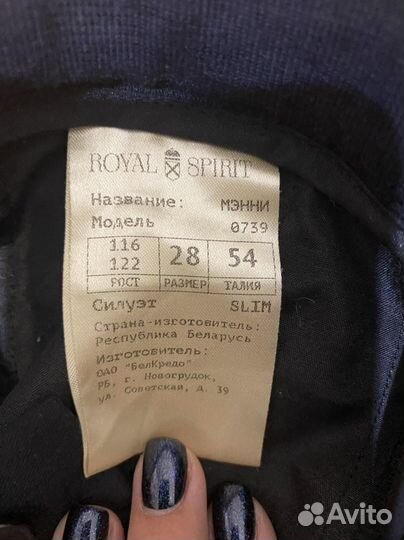 ROYAL SPIRIT
Название: МЭННИ
Модель 0739
116 28 54
122
РОСТ РАЗМЕР ТАЛИЯ
Силуэт SLIM
Страна-изготовитель:
Республика Беларусь
Изготовитель:
ОАО "БелКредо"
РБ, г. Новогрудок,
ул. Советская, д. 39
Avito